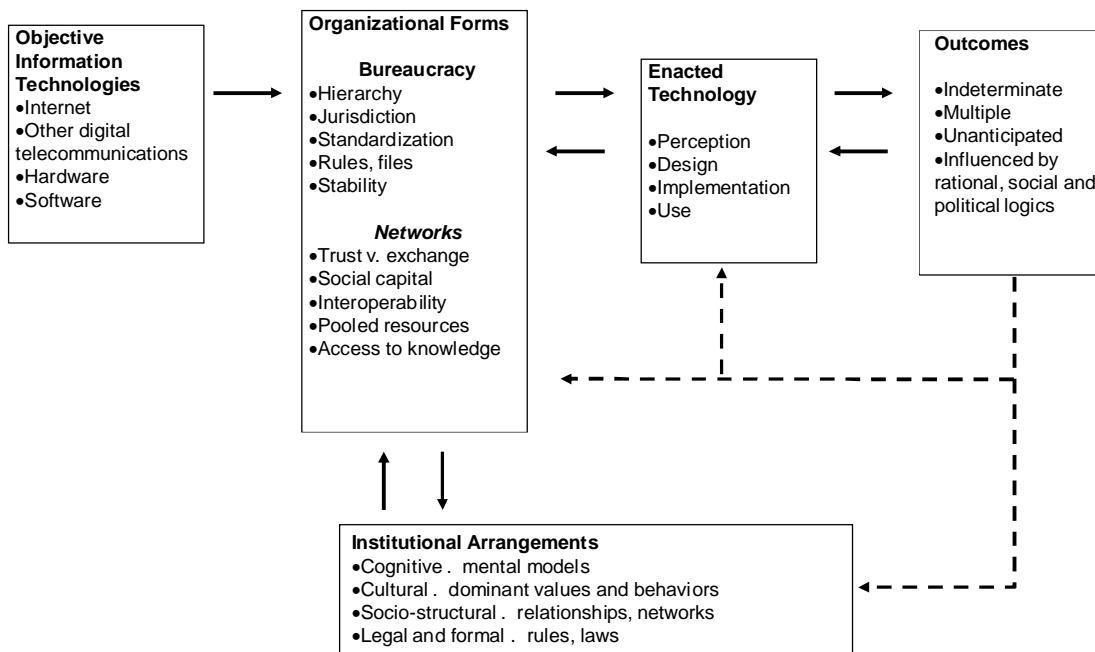 Objective
Information
Technologies
•Internet
•Other digital
telecommunications
•Hardware
•Software
Organizational Forms
Bureaucracy
•Hierarchy
•Jurisdiction
•Standardization
•Rules, files
•Stability
Networks
•Trust v. exchange
•Social capital
•Interoperability
•Pooled resources
•Access to knowledge
Enacted
Technology
•Perception
•Design
•Implementation
•Use
Outcomes
•Indeterminate
•Multiple
•Unanticipated
•Influenced by
rational, social and
political logics
Institutional Arrangements
•Cognitive . mental models
•Cultural . dominant values and behaviors
•Socio-structural . relationships, networks
•Legal and formal . rules, laws